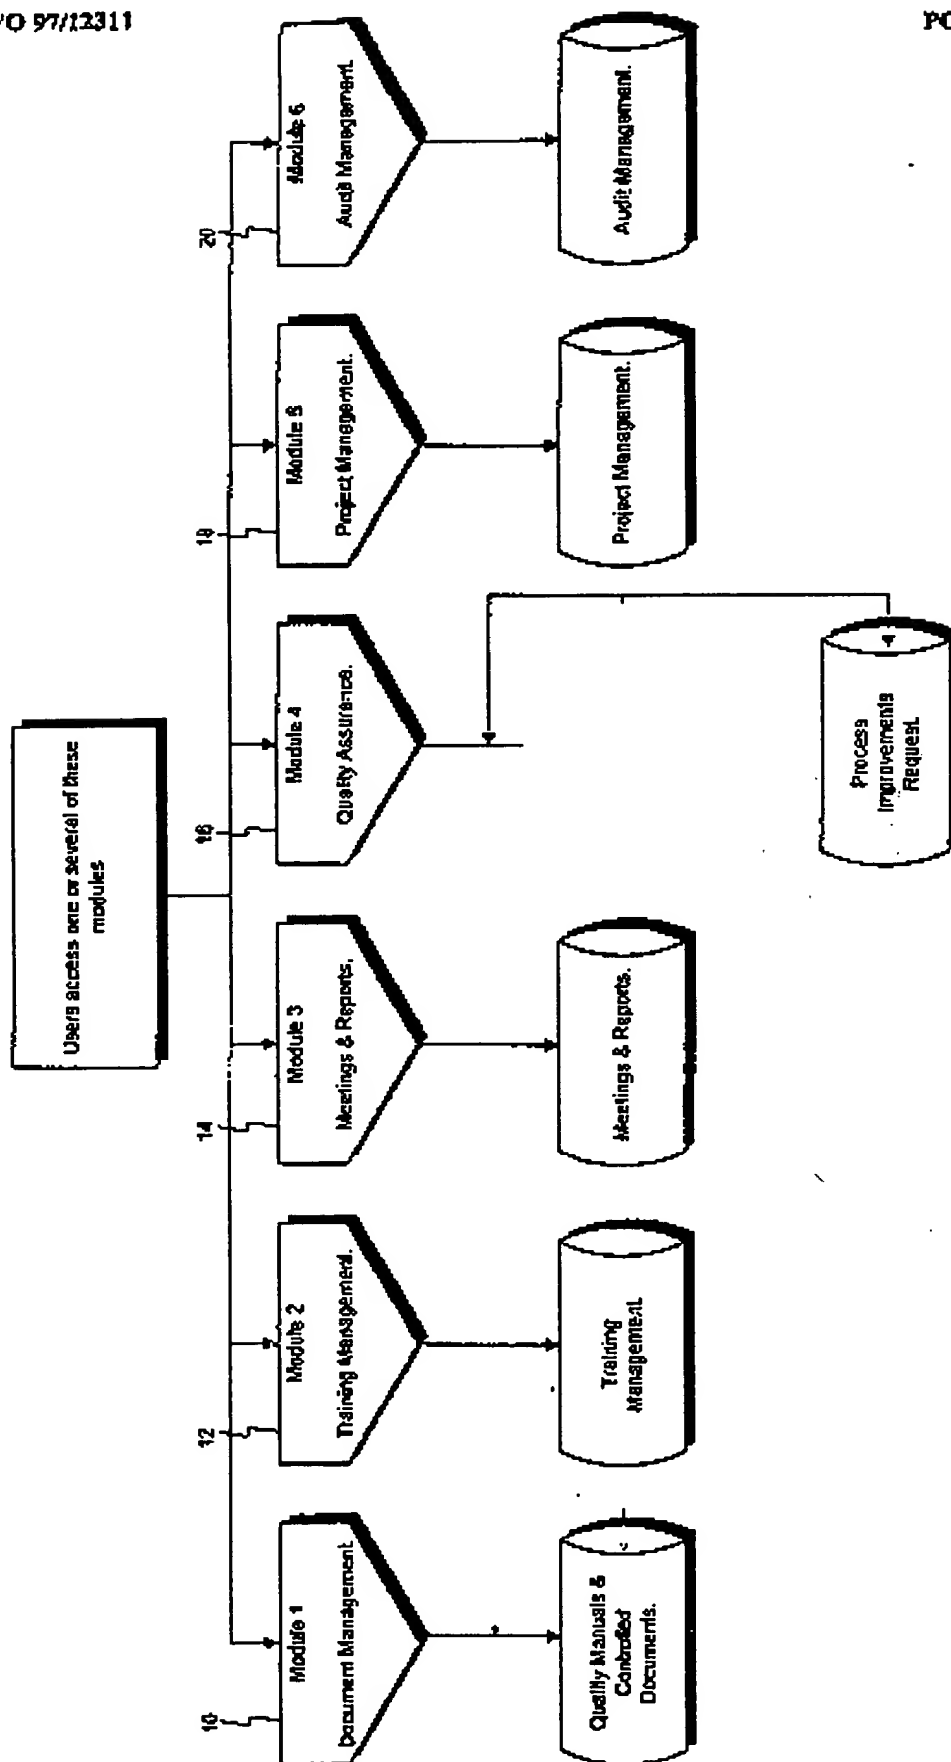 O 97/12311
PC
Users access one or several of these
modules
10
Module 1
Document Management.
12
Module 2
Training Management.
14
Module 3
Meetings & Reports.
16
Module 4
Quality Assurance.
18
Module 5
Project Management.
20
Module 6
Audit Management.
Quality Manuals &
Controlled
Documents.
Training
Management.
Meetings & Reports.
Project Management.
Audit Management.
Process
Improvements
Request.